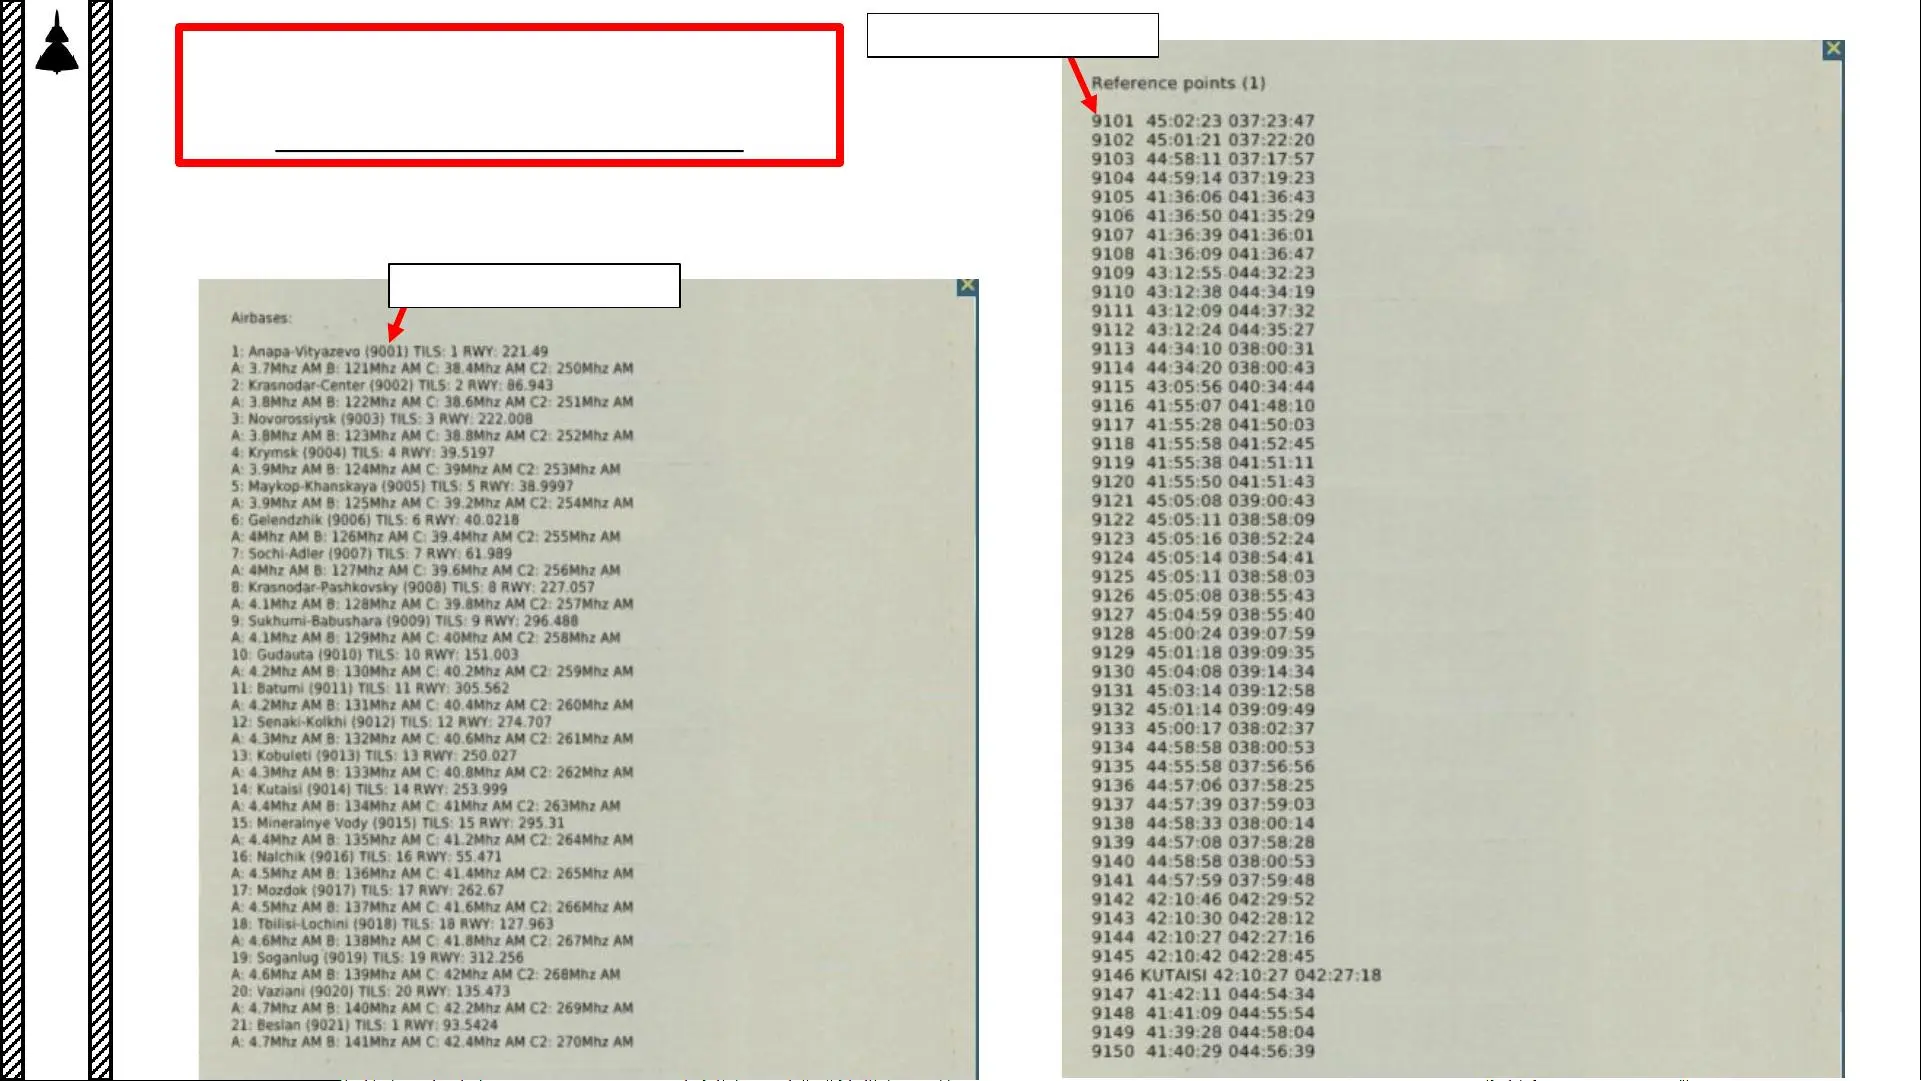 Reference points (1)
9101 45:02:23 037:23:47
9102 45:01:21 037:22:20
9103 44:58:11 037:17:57
9104 44:59:14 037:19:23
9105 41:36:06 041:36:43
9106 41:36:50 041:35:29
9107 41:36:39 041:36:01
9108 41:36:09 041:36:47
9109 43:12:55 044:32:23
9110 43:12:38 044:34:19
9111 43:12:09 044:37:32
9112 43:12:24 044:35:27
9113 44:34:10 038:00:31
9114 44:34:20 038:00:43
9115 43:05:56 040:34:44
9116 41:55:07 041:48:10
9117 41:55:28 041:50:03
9118 41:55:58 041:52:45
9119 41:55:38 041:51:11
9120 41:55:50 041:51:43
9121 45:05:08 039:00:43
9122 45:05:11 038:58:09
9123 45:05:16 038:52:24
9124 45:05:14 038:54:41
9125 45:05:11 038:58:03
9126 45:05:08 038:55:43
9127 45:04:59 038:55:40
9128 45:00:24 039:07:59
9129 45:01:18 039:09:35
9130 45:04:08 039:14:34
9131 45:03:14 039:12:58
9132 45:01:14 039:09:49
9133 45:00:17 038:02:37
9134 44:58:58 038:00:53
9135 44:55:58 037:56:56
9136 44:57:06 037:58:25
9137 44:57:39 037:59:03
9138 44:58:33 038:00:14
9139 44:57:08 037:58:28
9140 44:58:58 038:00:53
9141 44:57:59 037:59:48
9142 42:10:46 042:29:52
9143 42:10:30 042:28:12
9144 42:10:27 042:27:16
9145 42:10:42 042:28:45
9146 KUTAISI 42:10:27 042:27:18
9147 41:42:11 044:54:34
9148 41:41:09 044:55:54
9149 41:39:28 044:58:04
9150 41:40:29 044:56:39
Airbases:
1: Anapa-Vityazevo (9001) TILS: 1 RWY: 221.49
A: 3.7Mhz AM B: 121Mhz AM C: 38.4Mhz AM C2: 250Mhz AM
2: Krasnodar-Center (9002) TILS: 2 RWY: 86.943
A: 3.8Mhz AM B: 122Mhz AM C: 38.6Mhz AM C2: 251Mhz AM
3: Novorossiysk (9003) TILS: 3 RWY: 222.008
A: 3.8Mhz AM B: 123Mhz AM C: 38.8Mhz AM C2: 252Mhz AM
4: Krymsk (9004) TILS: 4 RWY: 39.5197
A: 3.9Mhz AM B: 124Mhz AM C: 39Mhz AM C2: 253Mhz AM
5: Maykop-Khanskaya (9005) TILS: 5 RWY: 38.9997
A: 3.9Mhz AM B: 125Mhz AM C: 39.2Mhz AM C2: 254Mhz AM
6: Gelendzhik (9006) TILS: 6 RWY: 40.0218
A: 4Mhz AM B: 126Mhz AM C: 39.4Mhz AM C2: 255Mhz AM
7: Sochi-Adler (9007) TILS: 7 RWY: 61.989
A: 4Mhz AM B: 127Mhz AM C: 39.6Mhz AM C2: 256Mhz AM
8: Krasnodar-Pashkovsky (9008) TILS: 8 RWY: 227.057
A: 4.1Mhz AM B: 128Mhz AM C: 39.8Mhz AM C2: 257Mhz AM
9: Sukhumi-Babushara (9009) TILS: 9 RWY: 296.488
A: 4.1Mhz AM B: 129Mhz AM C: 40Mhz AM C2: 258Mhz AM
10: Gudauta (9010) TILS: 10 RWY: 151.003
A: 4.2Mhz AM B: 130Mhz AM C: 40.2Mhz AM C2: 259Mhz AM
11: Batumi (9011) TILS: 11 RWY: 305.562
A: 4.2Mhz AM B: 131Mhz AM C: 40.4Mhz AM C2: 260Mhz AM
12: Senaki-Kolkhi (9012) TILS: 12 RWY: 274.707
A: 4.3Mhz AM B: 132Mhz AM C: 40.6Mhz AM C2: 261Mhz AM
13: Kobuleti (9013) TILS: 13 RWY: 250.027
A: 4.3Mhz AM B: 133Mhz AM C: 40.8Mhz AM C2: 262Mhz AM
14: Kutaisi (9014) TILS: 14 RWY: 253.999
A: 4.4Mhz AM B: 134Mhz AM C: 41Mhz AM C2: 263Mhz AM
15: Mineralnye Vody (9015) TILS: 15 RWY: 295.31
A: 4.4Mhz AM B: 135Mhz AM C: 41.2Mhz AM C2: 264Mhz AM
16: Nalchik (9016) TILS: 16 RWY: 55.471
A: 4.5Mhz AM B: 136Mhz AM C: 41.4Mhz AM C2: 265Mhz AM
17: Mozdok (9017) TILS: 17 RWY: 262.67
A: 4.5Mhz AM B: 137Mhz AM C: 41.6Mhz AM C2: 266Mhz AM
18: Tbilisi-Lochini (9018) TILS: 18 RWY: 127.963
A: 4.6Mhz AM B: 138Mhz AM C: 41.8Mhz AM C2: 267Mhz AM
19: Soganlug (9019) TILS: 19 RWY: 312.256
A: 4.6Mhz AM B: 139Mhz AM C: 42Mhz AM C2: 268Mhz AM
20: Vaziani (9020) TILS: 20 RWY: 135.473
A: 4.7Mhz AM B: 140Mhz AM C: 42.2Mhz AM C2: 269Mhz AM
21: Beslan (9021) TILS: 1 RWY: 93.5424
A: 4.7Mhz AM B: 141Mhz AM C: 42.4Mhz AM C2: 270Mhz AM